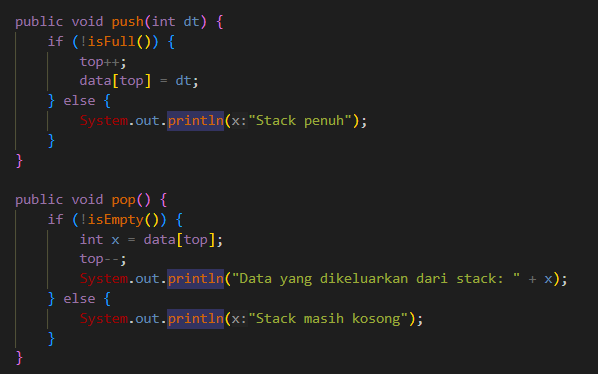 public void push(int dt) {
if (!isFull()) {
top++;
data[top] = dt;
} else {
System.out.println(x:"Stack penuh");
}
}
public void pop() {
if (!isEmpty()) {
int x = data[top];
top--;
System.out.println("Data yang dikeluarkan dari stack: " + x);
} else {
System.out.println(x:"Stack masih kosong");
}
}